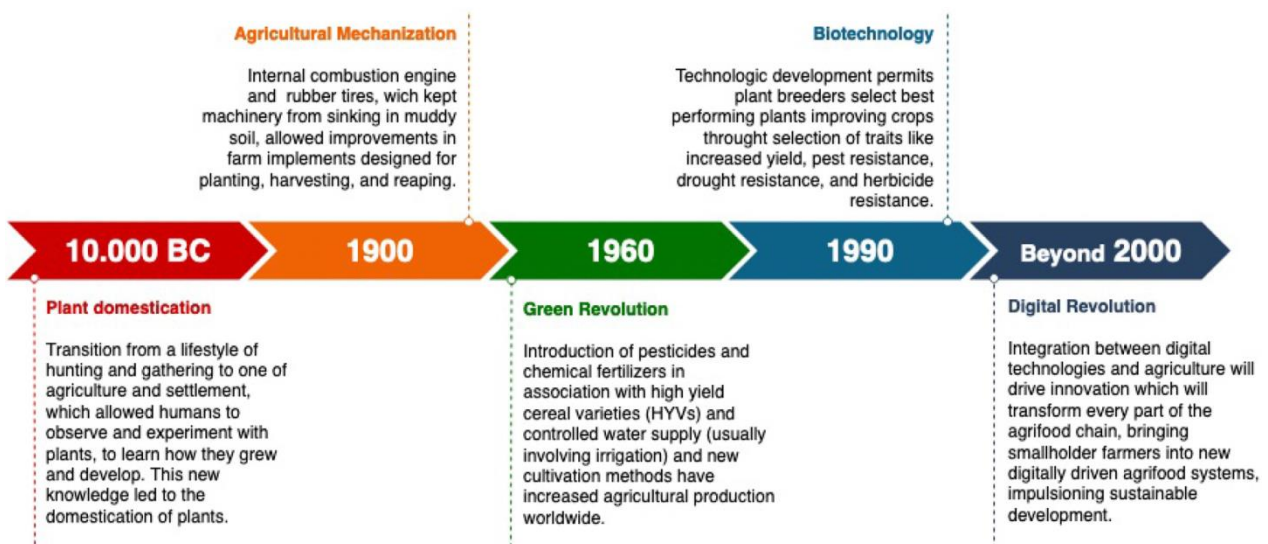 Agricultural Mechanization
Internal combustion engine
and rubber tires, wich kept
machinery from sinking in muddy
soil, allowed improvements in
farm implements designed for
planting, harvesting, and reaping.
Biotechnology
Technologic development permits
plant breeders select best
performing plants improving crops
throught selection of traits like
increased yield, pest resistance,
drought resistance, and herbicide
resistance.
10.000 BC
1900
1960
1990
Beyond 2000
Plant domestication
Transition from a lifestyle of
hunting and gathering to one of
agriculture and settlement,
which allowed humans to
observe and experiment with
plants, to learn how they grew
and develop. This new
knowledge led to the
domestication of plants.
Green Revolution
Introduction of pesticides and
chemical fertilizers in
association with high yield
cereal varieties (HYVs) and
controlled water supply (usually
involving irrigation) and new
cultivation methods have
increased agricultural production
worldwide.
Digital Revolution
Integration between digital
technologies and agriculture will
drive innovation which will
transform every part of the
agrifood chain, bringing
smallholder farmers into new
digitally driven agrifood systems,
impulsioning sustainable
development.